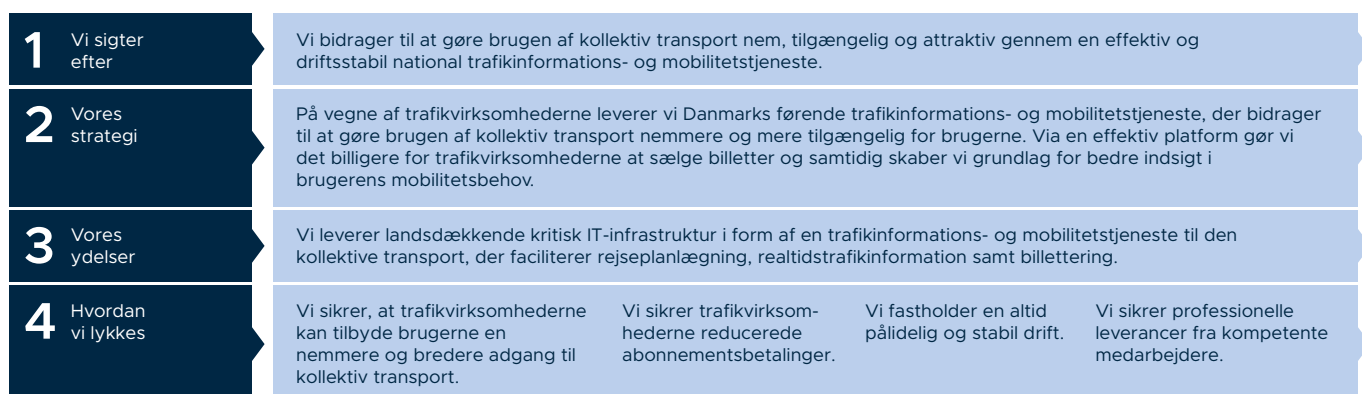 1
Vi sigter
efter
Vi bidrager til at gøre brugen af kollektiv transport nem, tilgængelig og attraktiv gennem en effektiv og
driftsstabil national trafikinformations- og mobilitetstjeneste.
2
Vores
strategi
På vegne af trafikvirksomhederne leverer vi Danmarks førende trafikinformations- og mobilitetstjeneste, der bidrager
til at gøre brugen af kollektiv transport nemmere og mere tilgængelig for brugerne. Via en effektiv platform gør vi
det billigere for trafikvirksomhederne at sælge billetter og samtidig skaber vi grundlag for bedre indsigt i
brugerens mobilitetsbehov.
3
Vores
ydelser
Vi leverer landsdækkende kritisk IT-infrastruktur i form af en trafikinformations- og mobilitetstjeneste til den
kollektive transport, der faciliterer rejseplanlægning, realtidstrafikinformation samt billettering.
4
Hvordan
vi lykkes
Vi sikrer, at trafikvirksomhederne
kan tilbyde brugerne en
nemmere og bredere adgang til
kollektiv transport.
Vi sikrer trafikvirksom-
hederne reducerede
abonnementsbetalinger.
Vi fastholder en altid
pålidelig og stabil drift.
Vi sikrer professionelle
leverancer fra kompetente
medarbejdere.